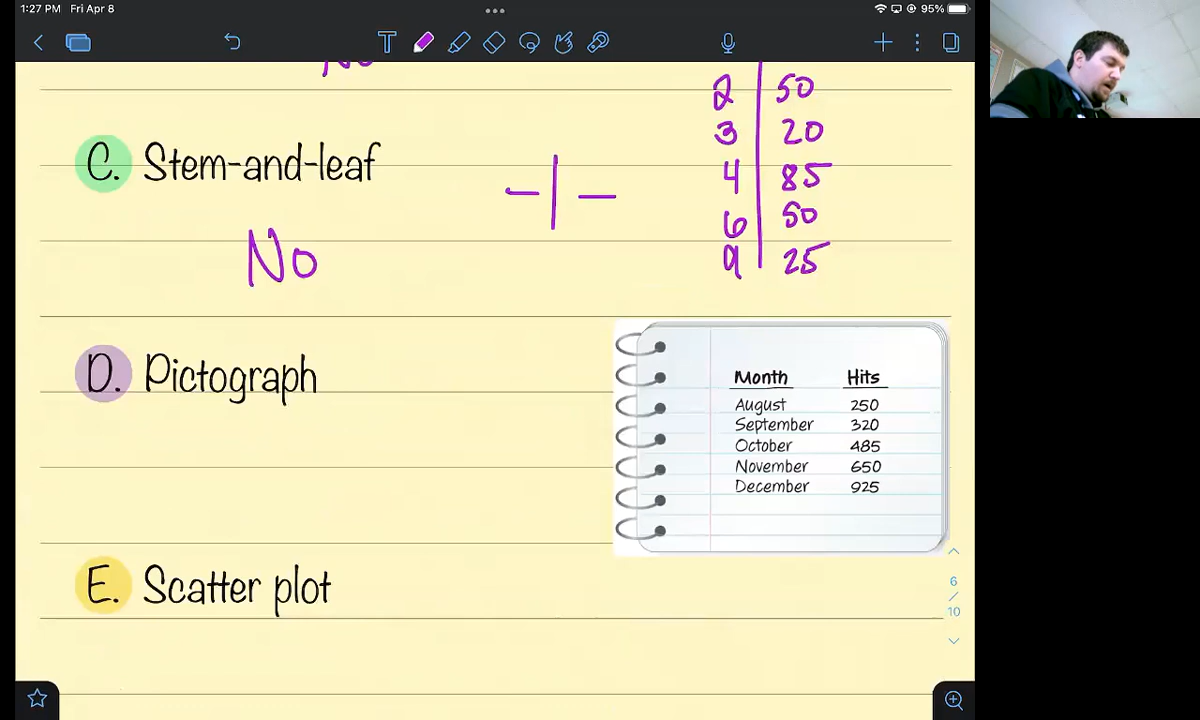 1:27 PM Fri Apr 8
95%
T
No
2 50
3 20
C. Stem-and-leaf
4 85
6 50
No
9 25
D. Pictograph
Month Hits
August 250
September 320
October 485
November 650
December 925
E. Scatter plot
6
/
10